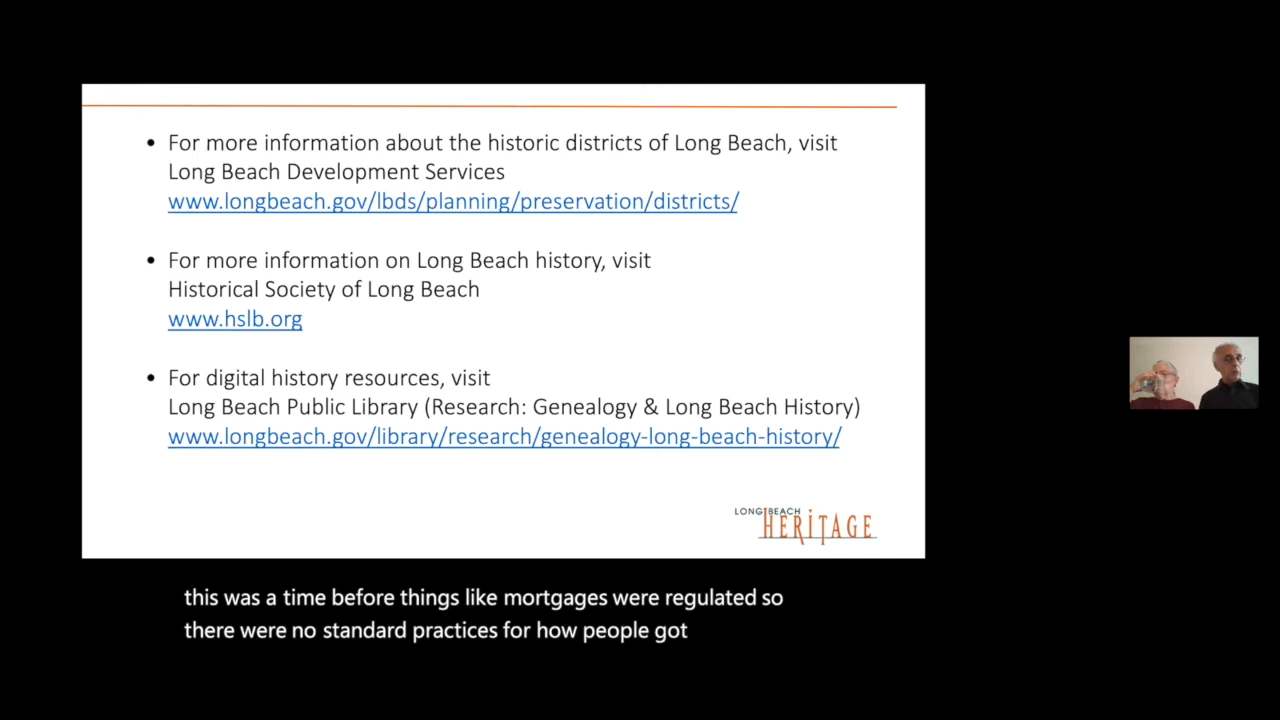 • For more information about the historic districts of Long Beach, visit
Long Beach Development Services
www.longbeach.gov/lbds/planning/preservation/districts/
• For more information on Long Beach history, visit
Historical Society of Long Beach
www.hslb.org
• For digital history resources, visit
Long Beach Public Library (Research: Genealogy & Long Beach History)
www.longbeach.gov/library/research/genealogy-long-beach-history/
LONG BEACH
HERiTAGE
this was a time before things like mortgages were regulated so
there were no standard practices for how people got